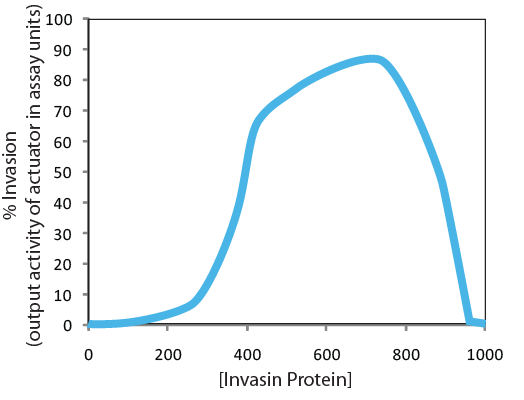 % Invasion
(output activity of actuator in assay units)
100
90
80
70
60
50
40
30
20
10
0
0 200 400 600 800 1000
[Invasin Protein]